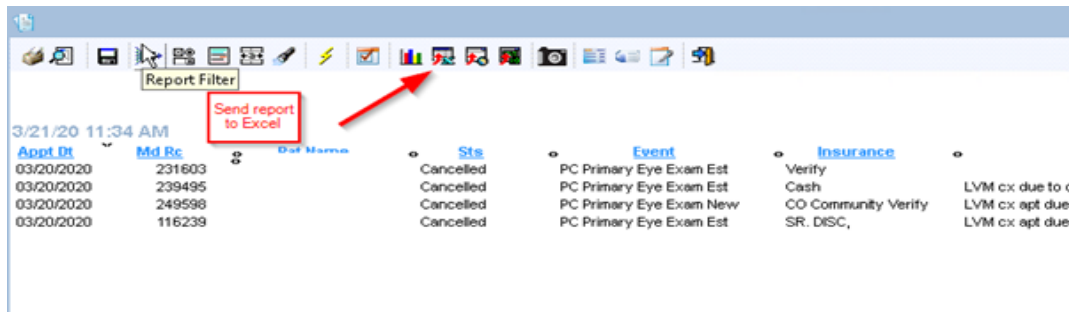 Report Filter
Send report
to Excel
3/21/20 11:34 AM
Appt Dt Md Rc Pat Name Sts Event Insurance
03/20/2020 231603 Cancelled PC Primary Eye Exam Est Verify
03/20/2020 239495 Cancelled PC Primary Eye Exam Est Cash LVM cx due to c
03/20/2020 249598 Cancelled PC Primary Eye Exam New CO Community Verify LVM cx apt due
03/20/2020 116239 Cancelled PC Primary Eye Exam Est SR. DISC, LVM cx apt due